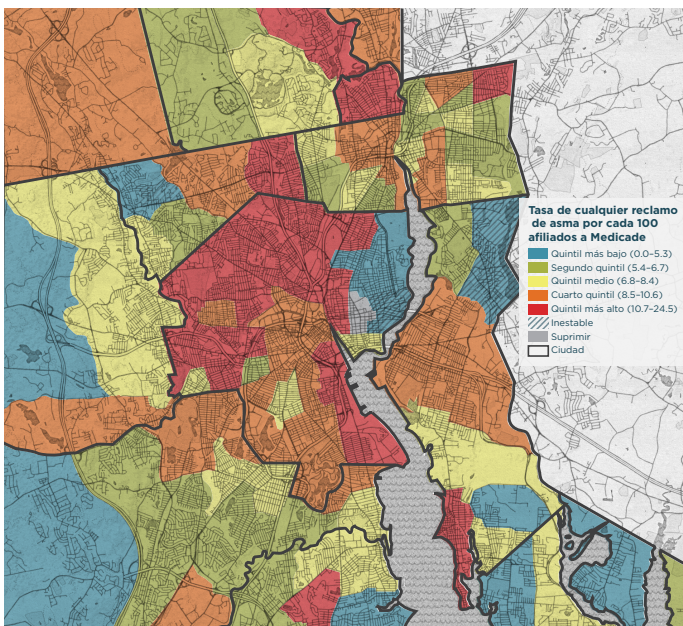 Tasa de cualquier reclamo
de asma por cada 100
afiliados a Medicade
Quintil más bajo (0.0–5.3)
Segundo quintil (5.4–6.7)
Quintil medio (6.8–8.4)
Cuarto quintil (8.5–10.6)
Quintil más alto (10.7–24.5)
Inestable
Suprimir
Ciudad